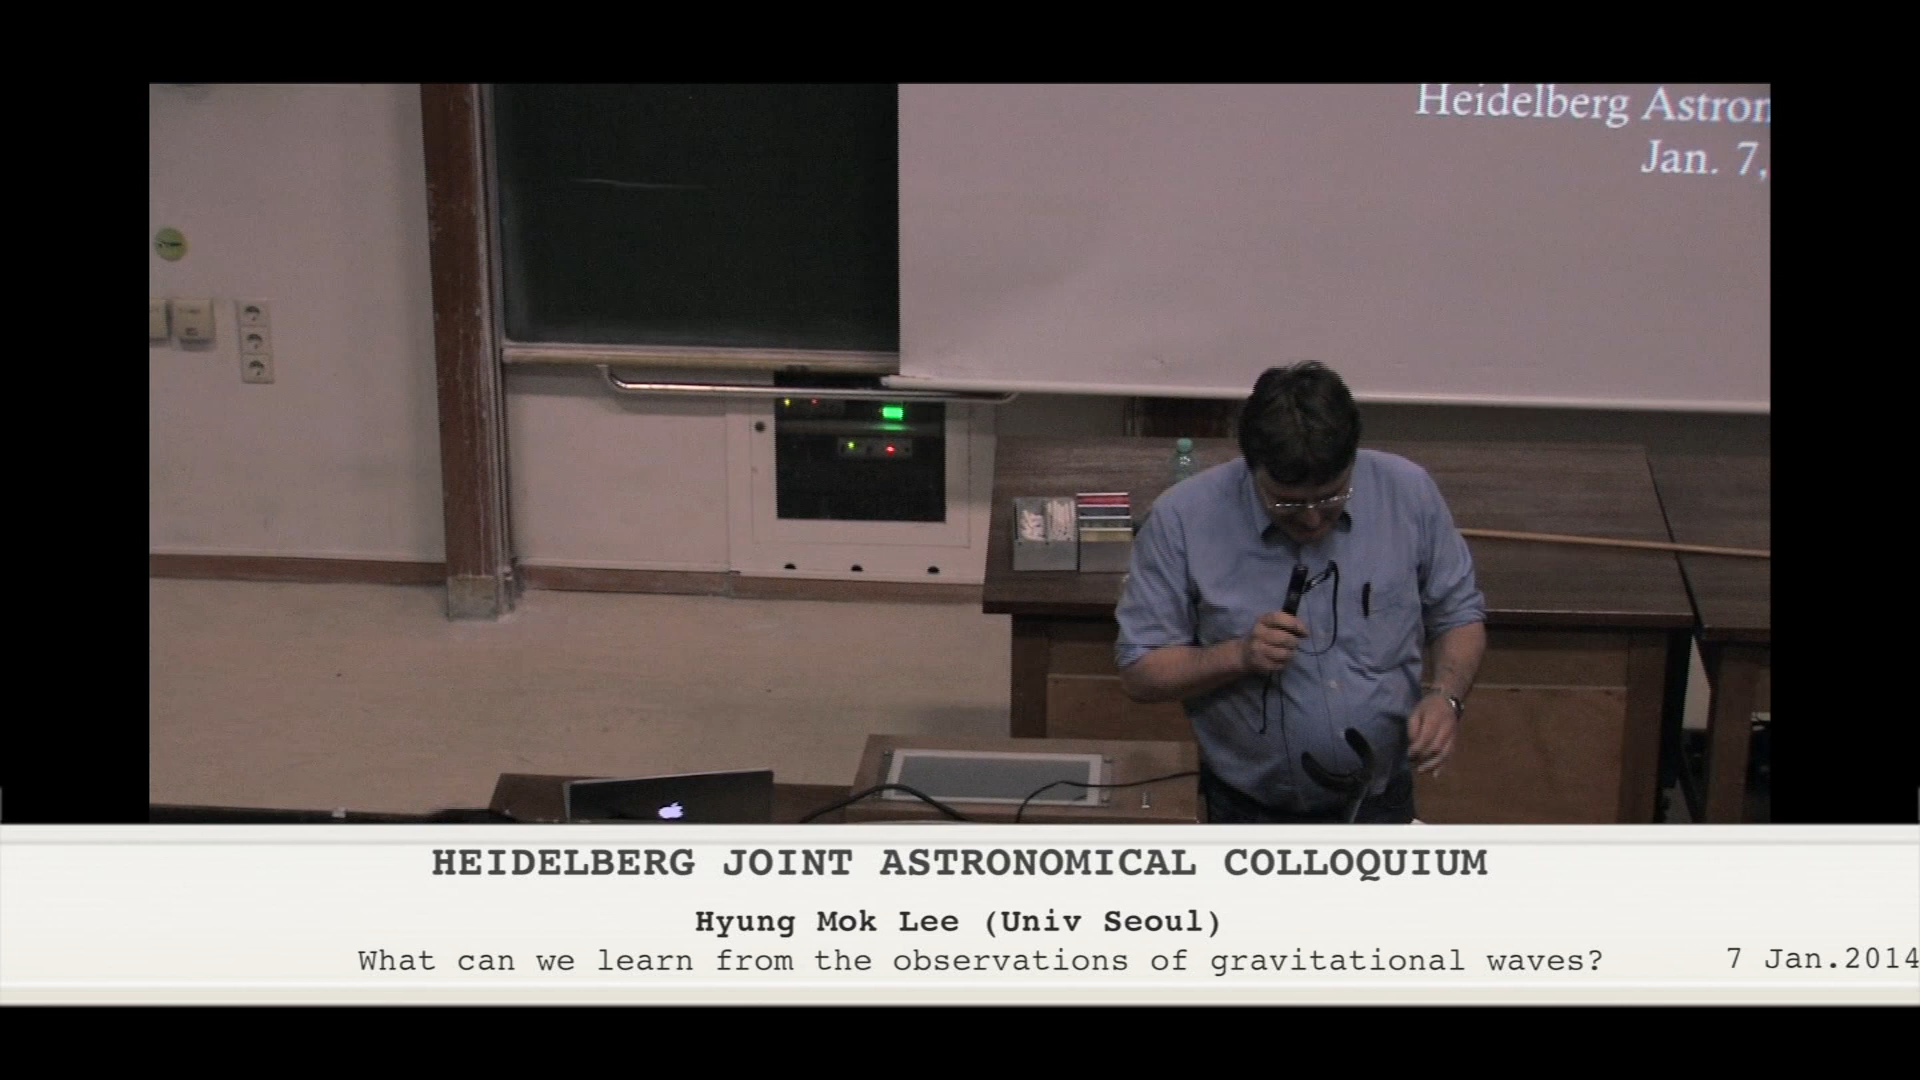 Heidelberg Astron
Jan. 7,
HEIDELBERG JOINT ASTRONOMICAL COLLOQUIUM
Hyung Mok Lee (Univ Seoul)
What can we learn from the observations of gravitational waves?
7 Jan.2014